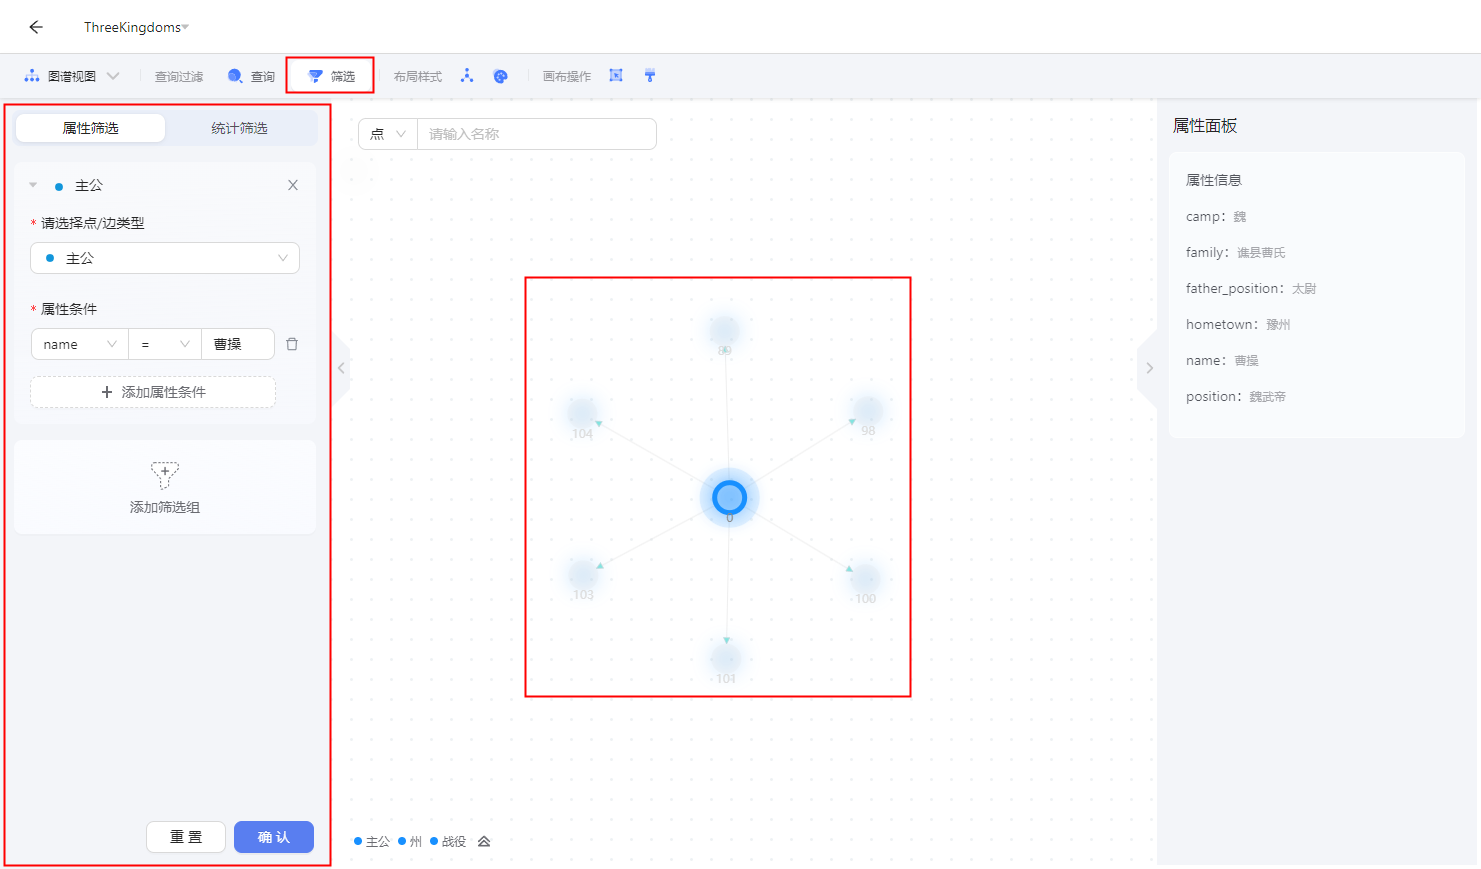 ThreeKingdoms
图谱视图 查询过滤 查询 筛选 布局样式 画布操作
属性筛选 统计筛选
主公
* 请选择点/边类型
主公
* 属性条件
name = 曹操
添加属性条件
添加筛选组
重置 确认
点 请输入名称
89
104
98
0
103
100
101
主公 州 战役
属性面板
属性信息
camp: 魏
family: 谯县曹氏
father_position: 太尉
hometown: 豫州
name: 曹操
position: 魏武帝